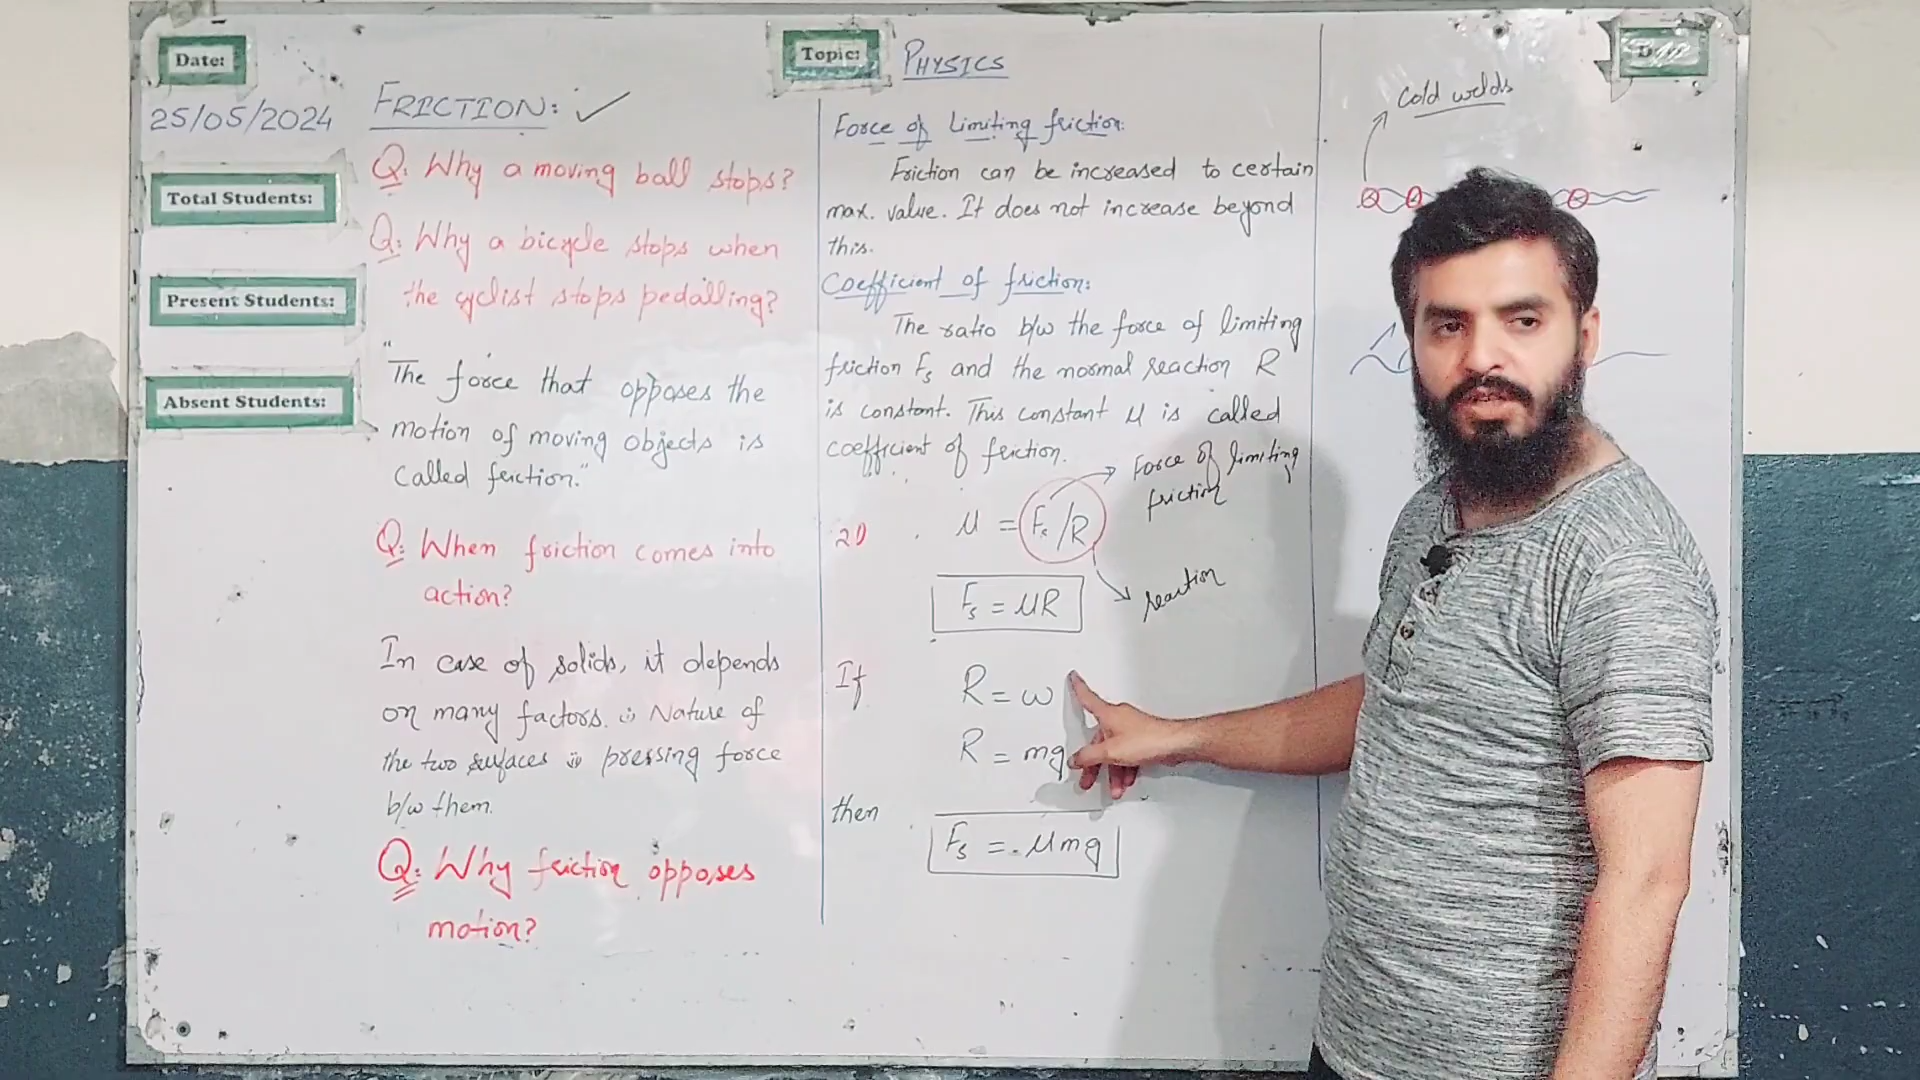 Date:
25/05/2024
Total Students:
Present Students:
Absent Students:
Topic: PHYSICS
FRICTION:
Q: Why a moving ball stops?
Q: Why a bicycle stops when
the cyclist stops pedalling?
"The force that opposes the
motion of moving objects is
called friction."
Q: When friction comes into
action?
In case of solids, it depends
on many factors. (i) Nature of
the two surfaces (ii) pressing force
b/w them.
Q: Why friction opposes
motion?
Force of limiting friction:
Friction can be increased to certain
max. value. It does not increase beyond
this.
Coefficient of friction:
The ratio b/w the force of limiting
friction Fs and the normal reaction R
is constant. This constant μ is called
coefficient of friction.
μ = Fs/R
Force of limiting
friction
reaction
Fs = μR
If R = w
R = mg
then
Fs = μmg
Cold welds